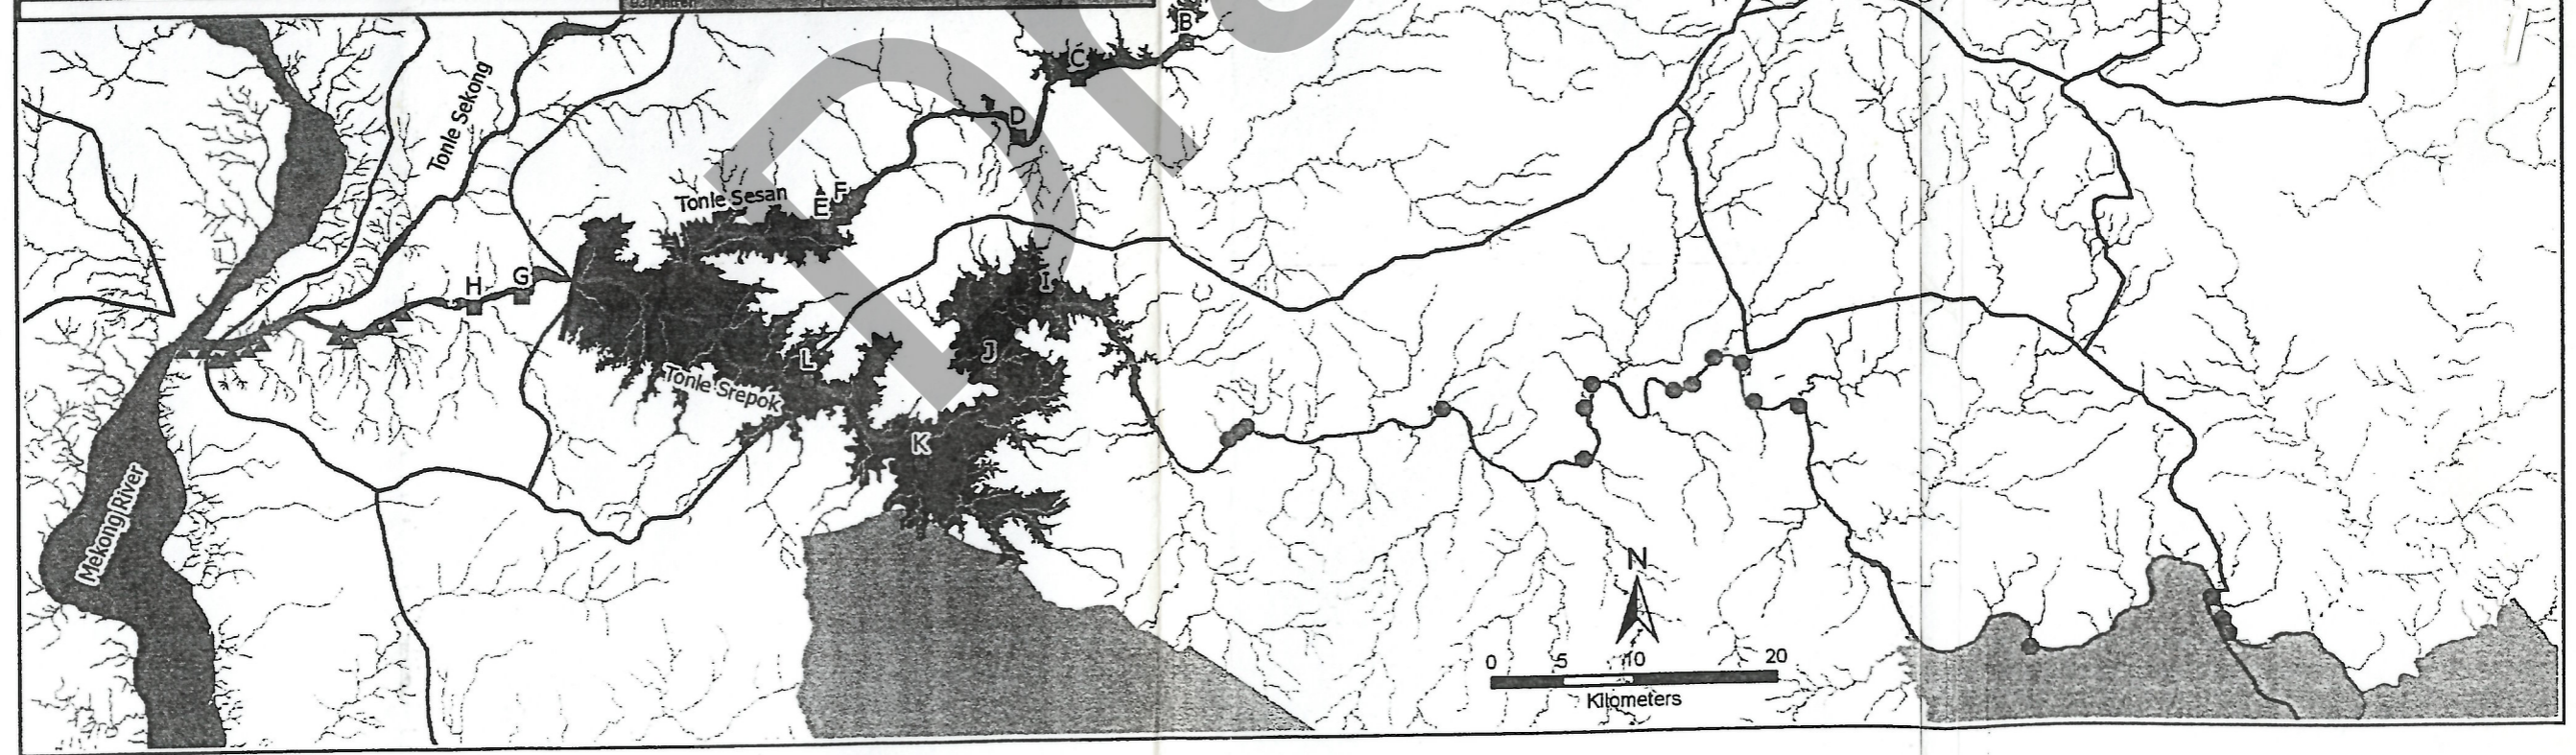 B
C
D
Tonle Sekong
Tonle Sesan
E
F
G
H
I
J
L
Tonle Srepok
K
Mekong River
N
0 5 10 20
Kilometers